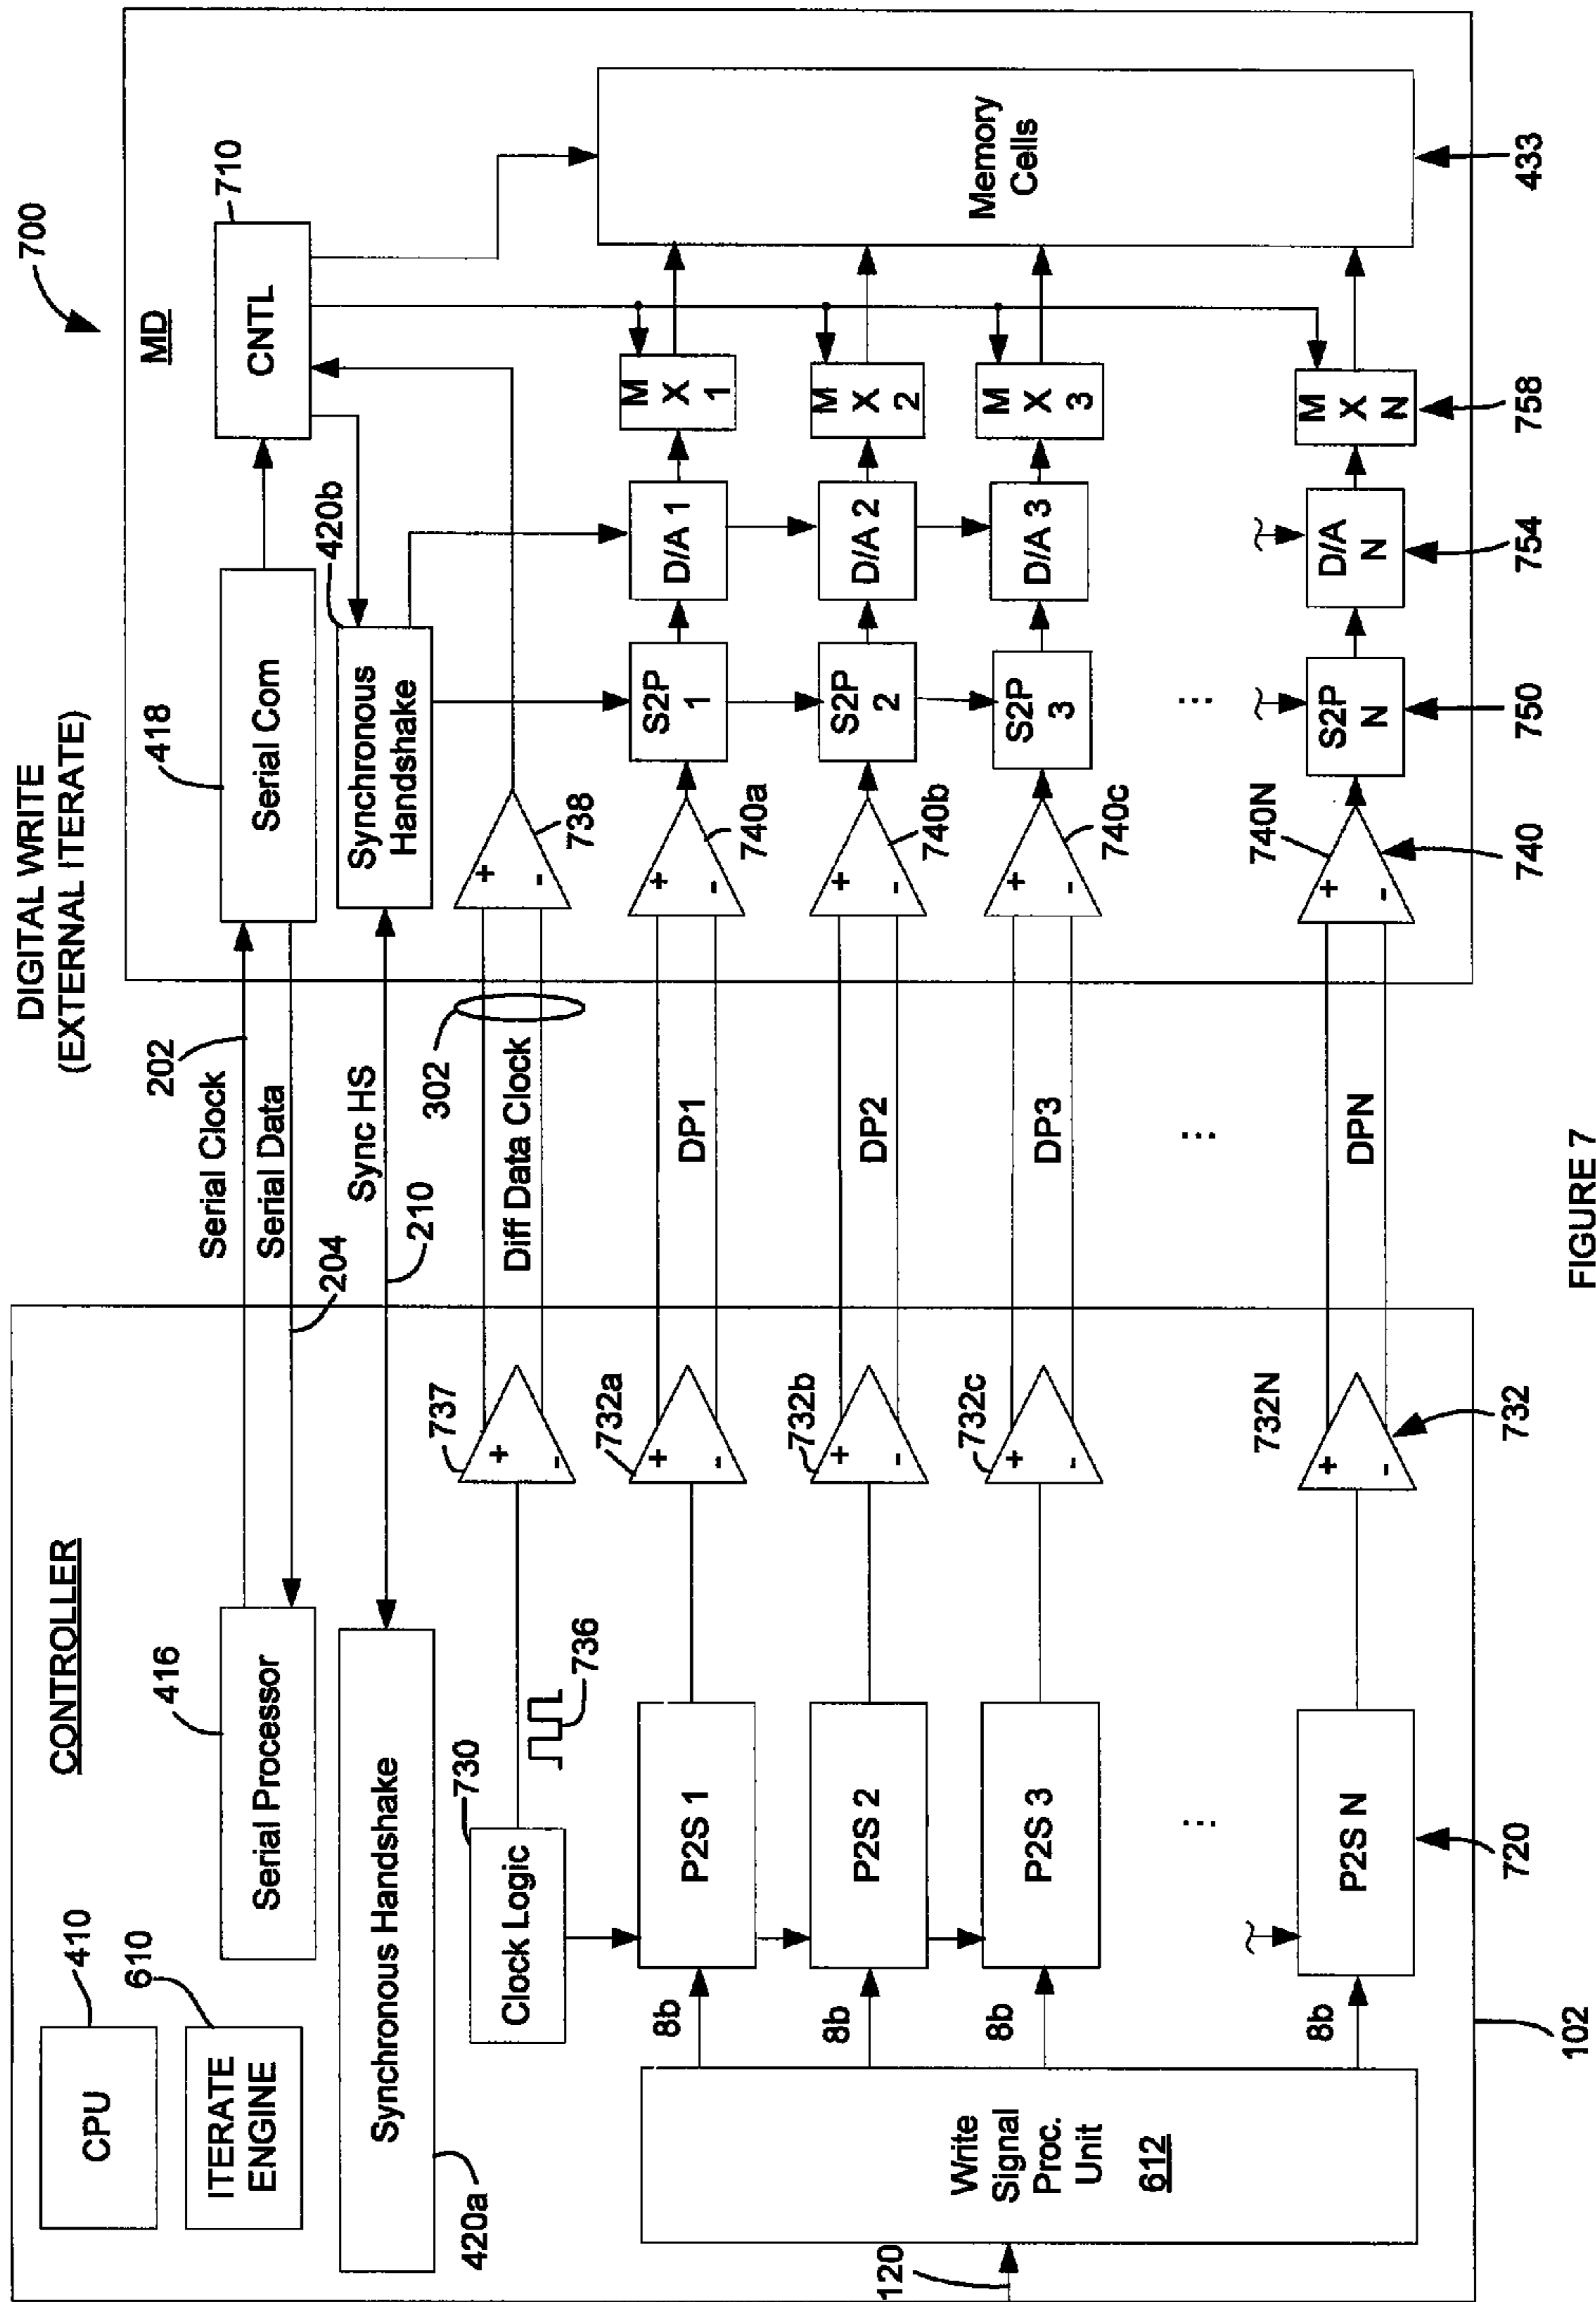 DIGITAL WRITE
(EXTERNAL ITERATE)
700
CONTROLLER
MD
CPU
410
ITERATE
ENGINE
610
Serial Processor
416
Serial Clock
202
Serial Data
204
Serial Com
418
CNTL
710
Synchronous Handshake
420a
Sync HS
210
Synchronous
Handshake
420b
Clock Logic
730
736
737
+
-
302
Diff Data Clock
+
-
738
120
Write
Signal
Proc.
Unit
612
8b
P2S 1
732a
+
-
DP1
+
-
740a
S2P
1
D/A 1
M
X
1
8b
P2S 2
732b
+
-
DP2
+
-
740b
S2P
2
D/A 2
M
X
2
8b
P2S 3
732c
+
-
DP3
+
-
740c
S2P
3
D/A 3
M
X
3
Memory
Cells
...
...
...
8b
P2S N
732N
+
-
DPN
740N
+
-
S2P
N
D/A
N
M
X
N
102
720
732
740
750
754
758
433
FIGURE 7